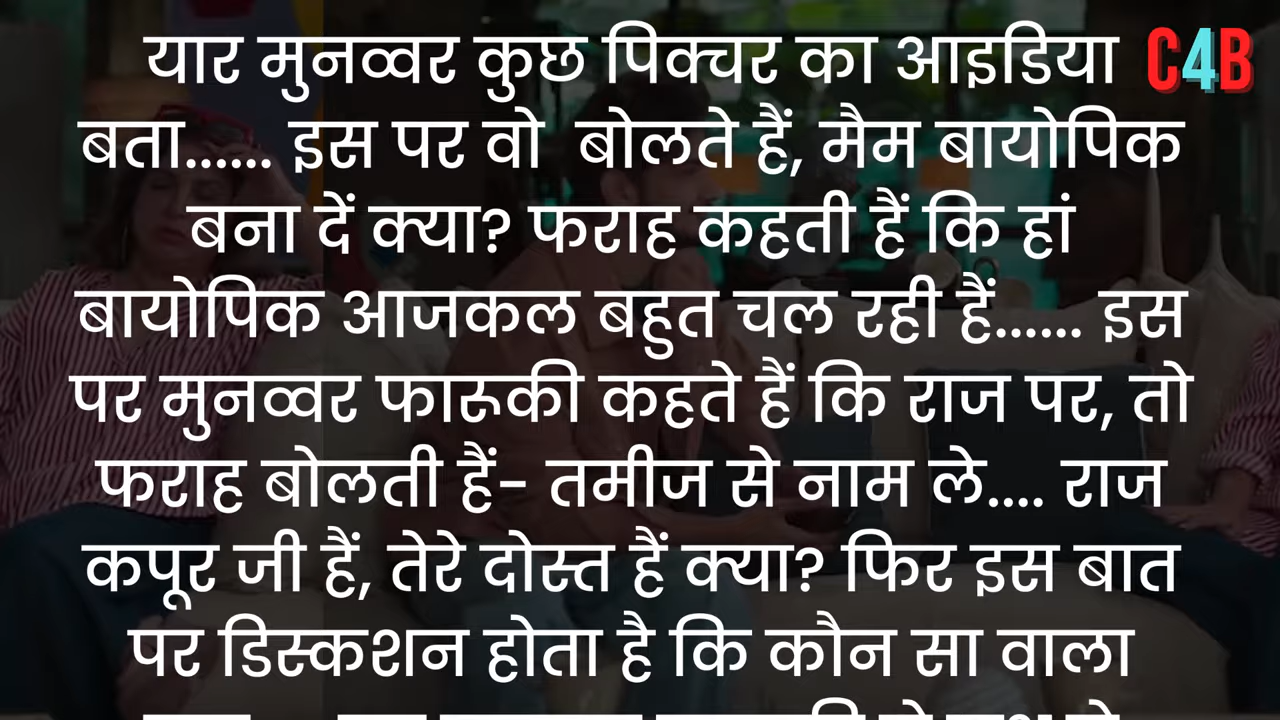 यार मुनव्वर कुछ पिक्चर का आइडिया
C4B
बता...... इस पर वो  बोलते हैं, मैम बायोपिक
बना दें क्या? फराह कहती हैं कि हां
बायोपिक आजकल बहुत चल रही हैं...... इस
पर मुनव्वर फारूकी कहते हैं कि राज पर, तो
फराह बोलती हैं- तमीज से नाम ले.... राज
कपूर जी हैं, तेरे दोस्त हैं क्या? फिर इस बात
पर डिस्कशन होता है कि कौन सा वाला